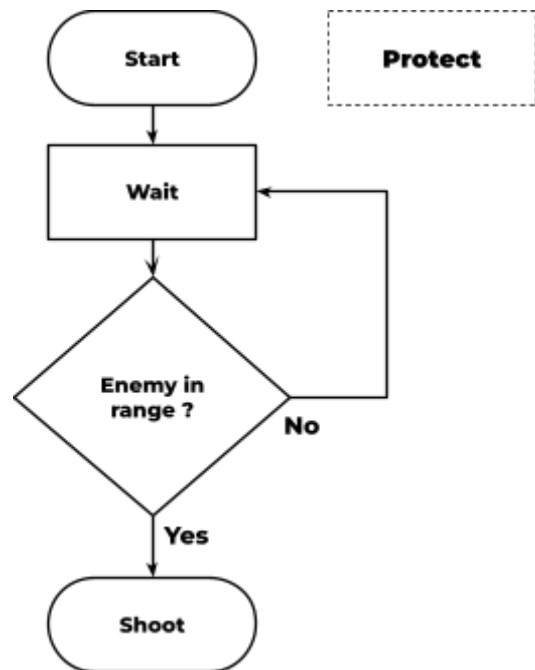 Start
Protect
Wait
Enemy in
range ?
No
Yes
Shoot